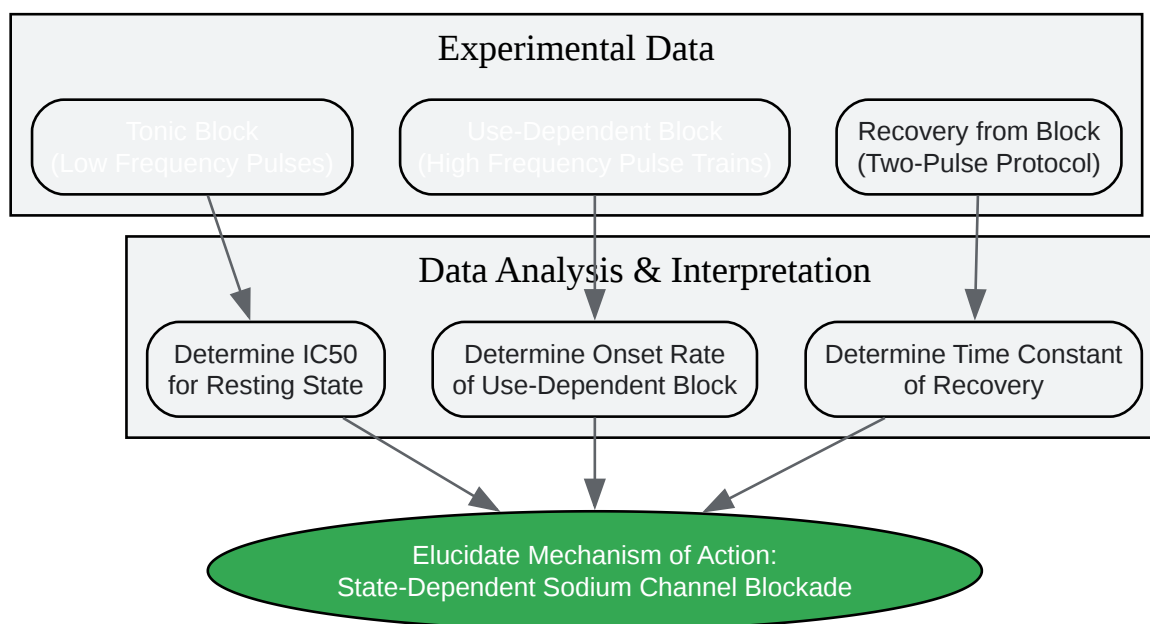 Experimental Data
Tonic Block
(Low Frequency Pulses)
Use-Dependent Block
(High Frequency Pulse Trains)
Recovery from Block
(Two-Pulse Protocol)
Data Analysis & Interpretation
Determine IC50
for Resting State
Determine Onset Rate
of Use-Dependent Block
Determine Time Constant
of Recovery
Elucidate Mechanism of Action:
State-Dependent Sodium Channel Blockade